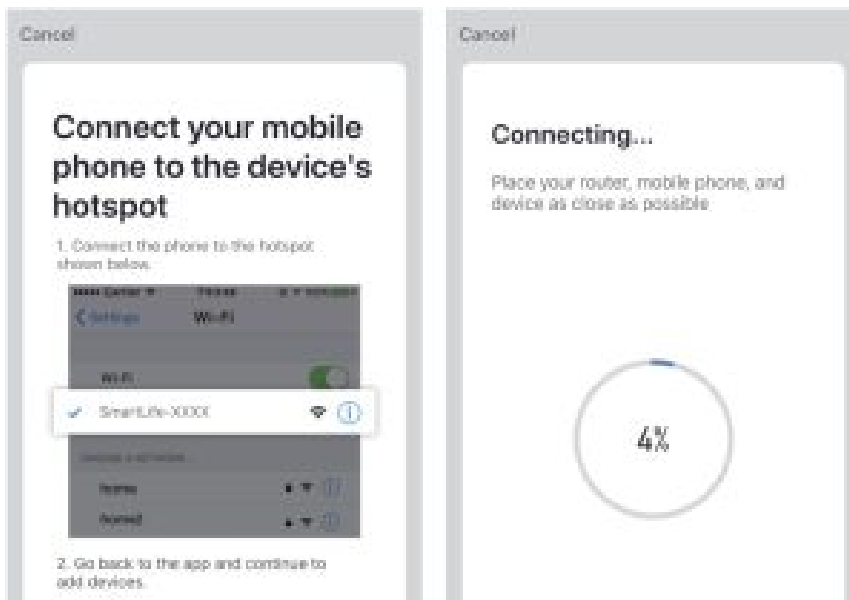 Cancel
Connect your mobile
phone to the device's
hotspot
1. Connect the phone to the hotspot
shown below.
Settings
Wi-Fi
Wi-Fi
SmartLife-XXXX
CHOOSE A NETWORK...
home
Cancel
Connecting...
Place your router, mobile phone, and
device as close as possible
4%
2. Go back to the app and continue to
add devices.